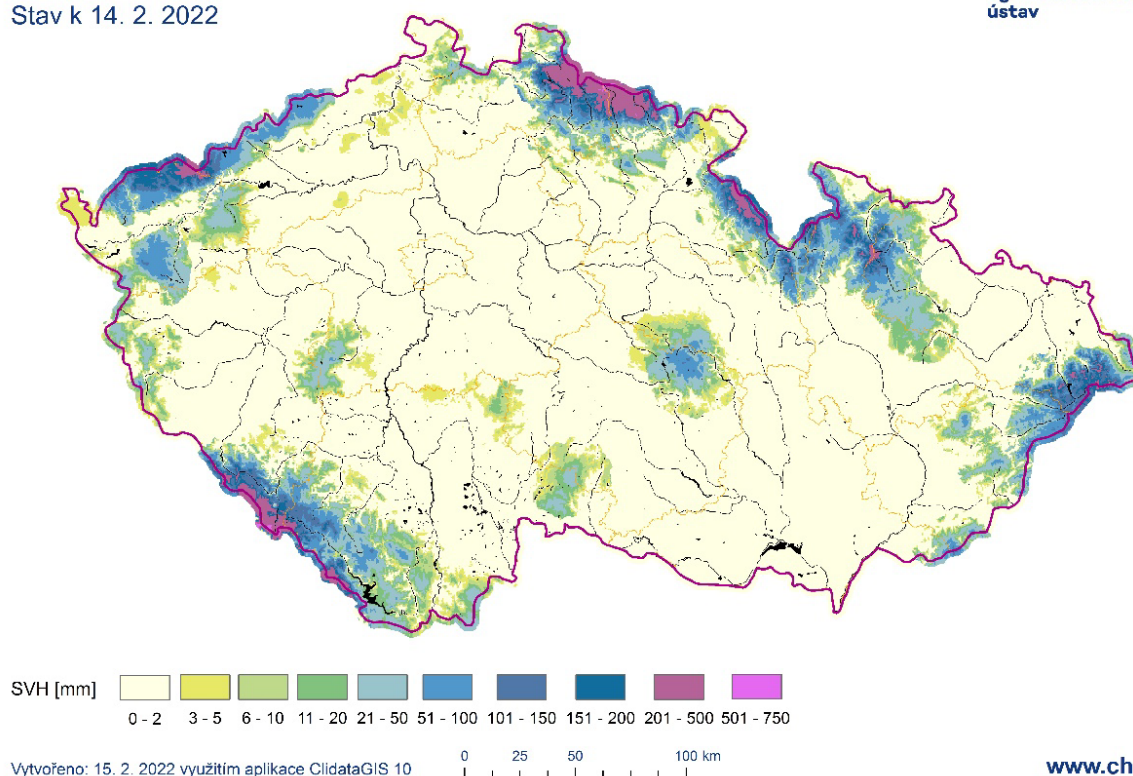 Stav k 14. 2. 2022
ústav
SVH [mm]
0 - 2 3 - 5 6 - 10 11 - 20 21 - 50 51 - 100 101 - 150 151 - 200 201 - 500 501 - 750
0 25 50 100 km
Vytvořeno: 15. 2. 2022 využitím aplikace ClidataGIS 10
www.ch